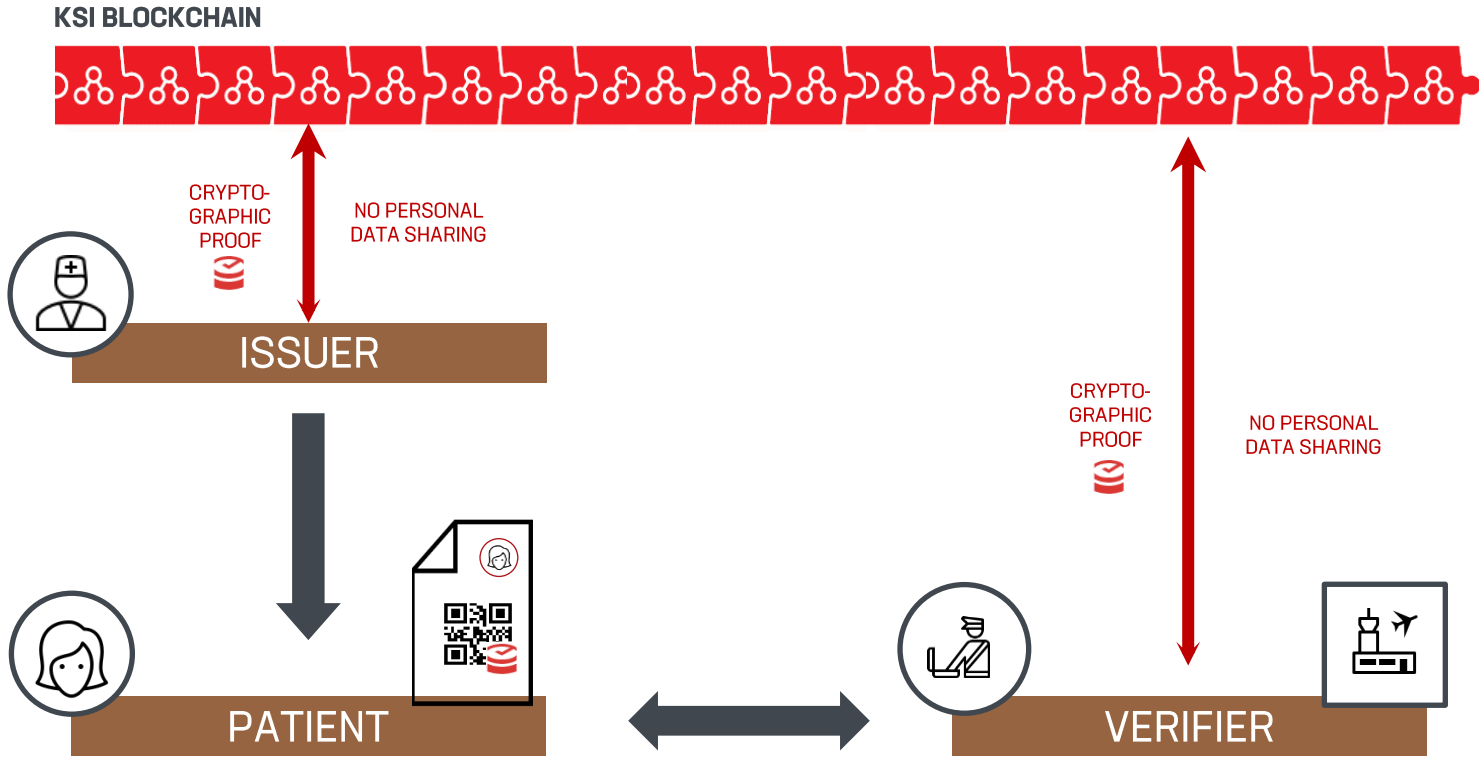 KSI BLOCKCHAIN
CRYPTO-
GRAPHIC
PROOF
NO PERSONAL
DATA SHARING
ISSUER
CRYPTO-
GRAPHIC
PROOF
NO PERSONAL
DATA SHARING
PATIENT
VERIFIER